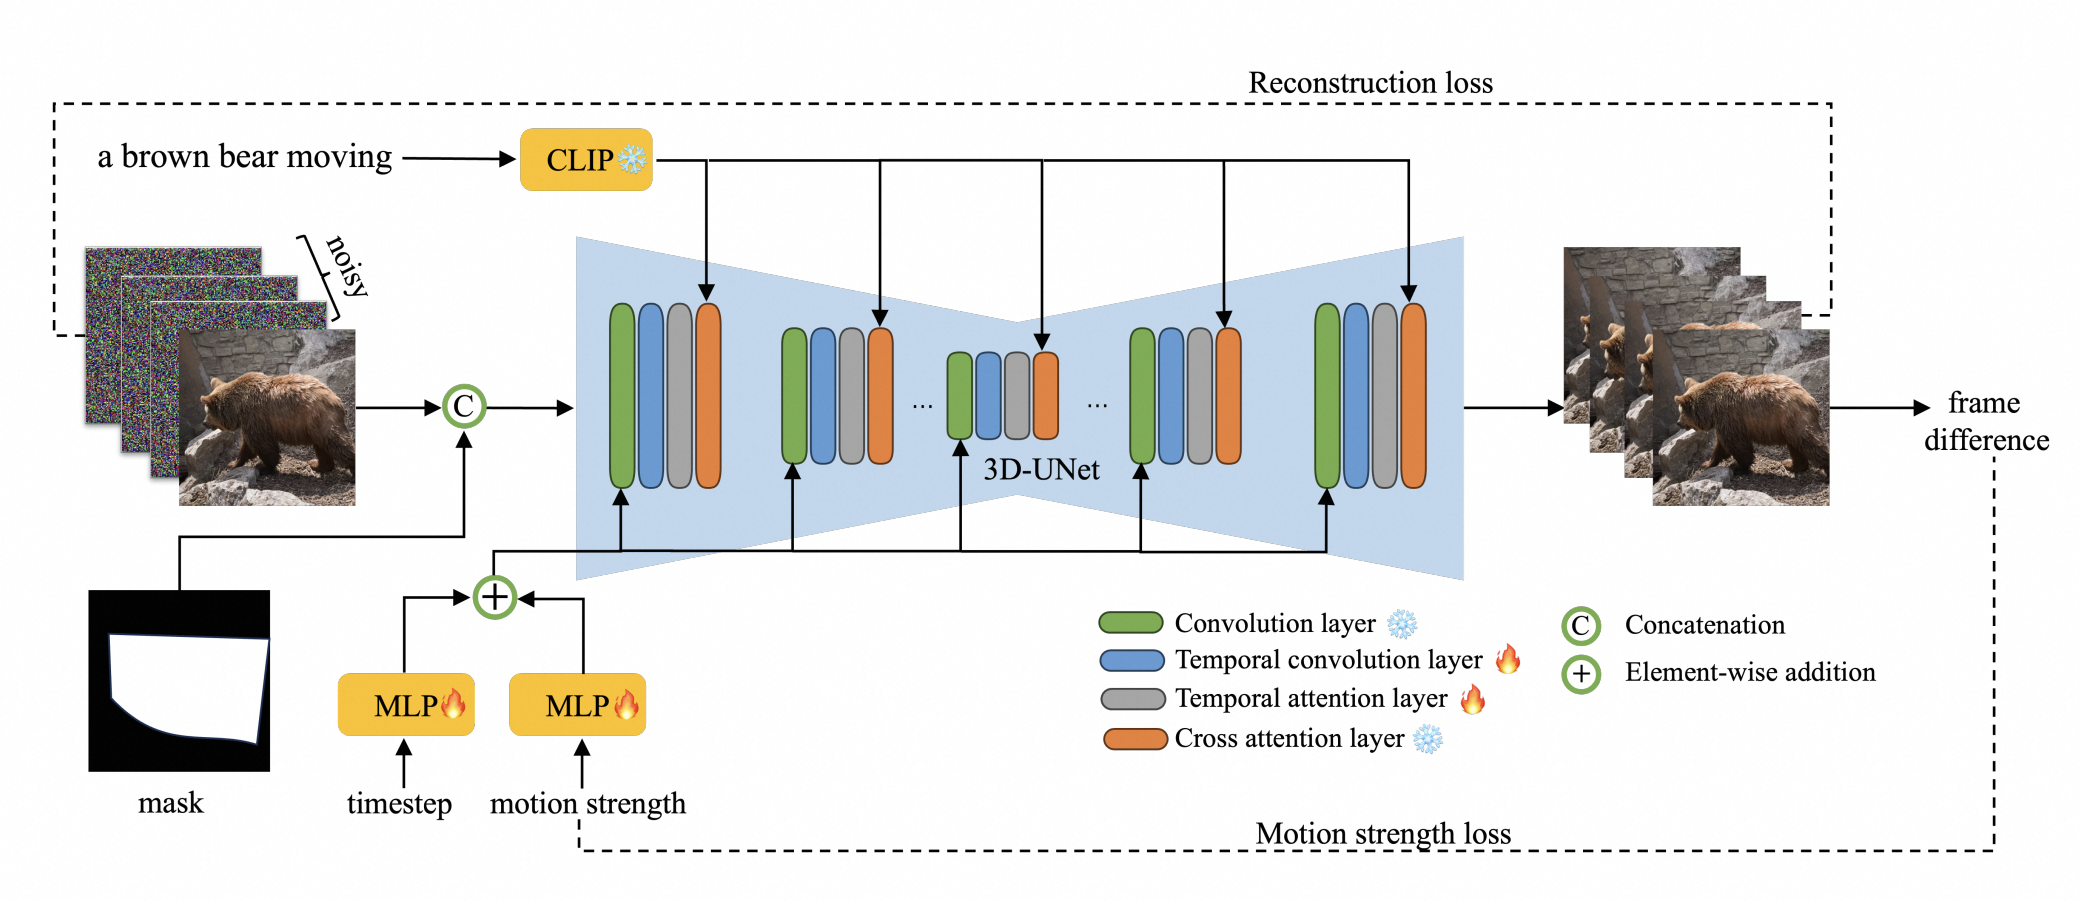 Reconstruction loss
a brown bear moving
CLIP
noisy
C
frame
difference
... ...
3D-UNet
+
MLP
MLP
mask
timestep
motion strength
Convolution layer
Temporal convolution layer
Temporal attention layer
Cross attention layer
C Concatenation
+ Element-wise addition
Motion strength loss